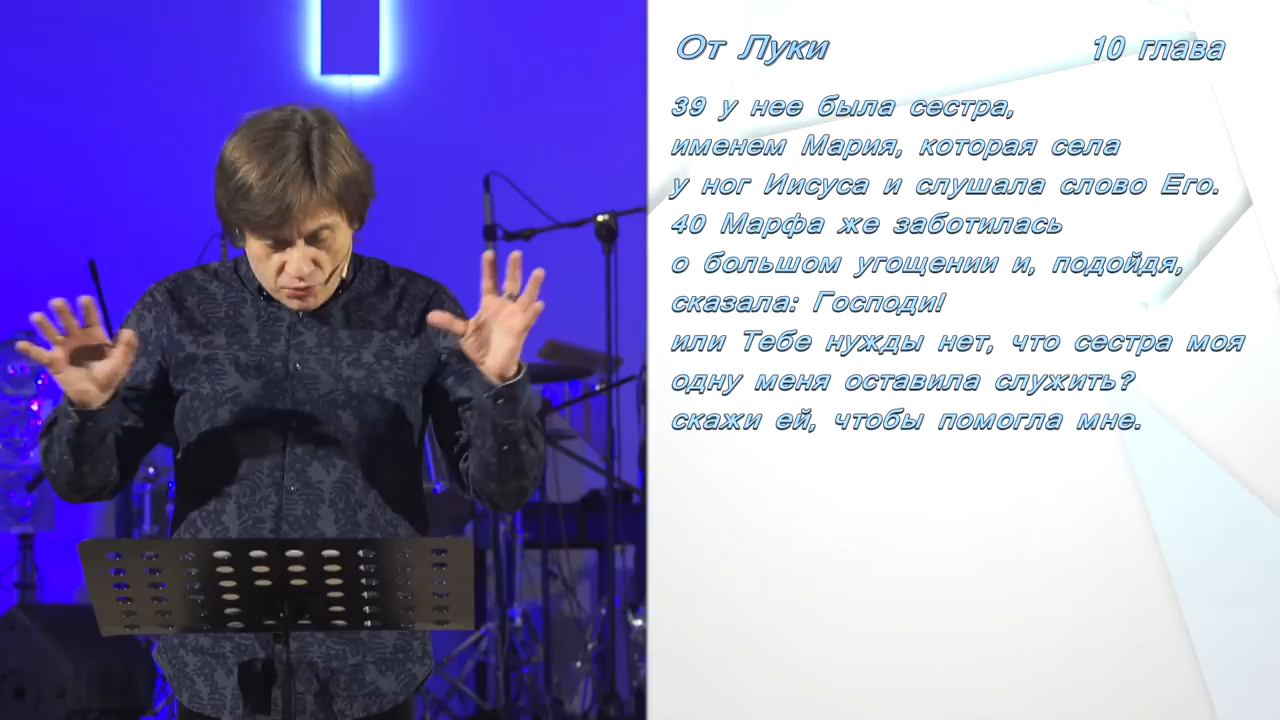 От Луки 10 глава
39 у нее была сестра,
именем Мария, которая села
у ног Иисуса и слушала слово Его.
40 Марфа же заботилась
о большом угощении и, подойдя,
сказала: Господи!
или Тебе нужды нет, что сестра моя
одну меня оставила служить?
скажи ей, чтобы помогла мне.